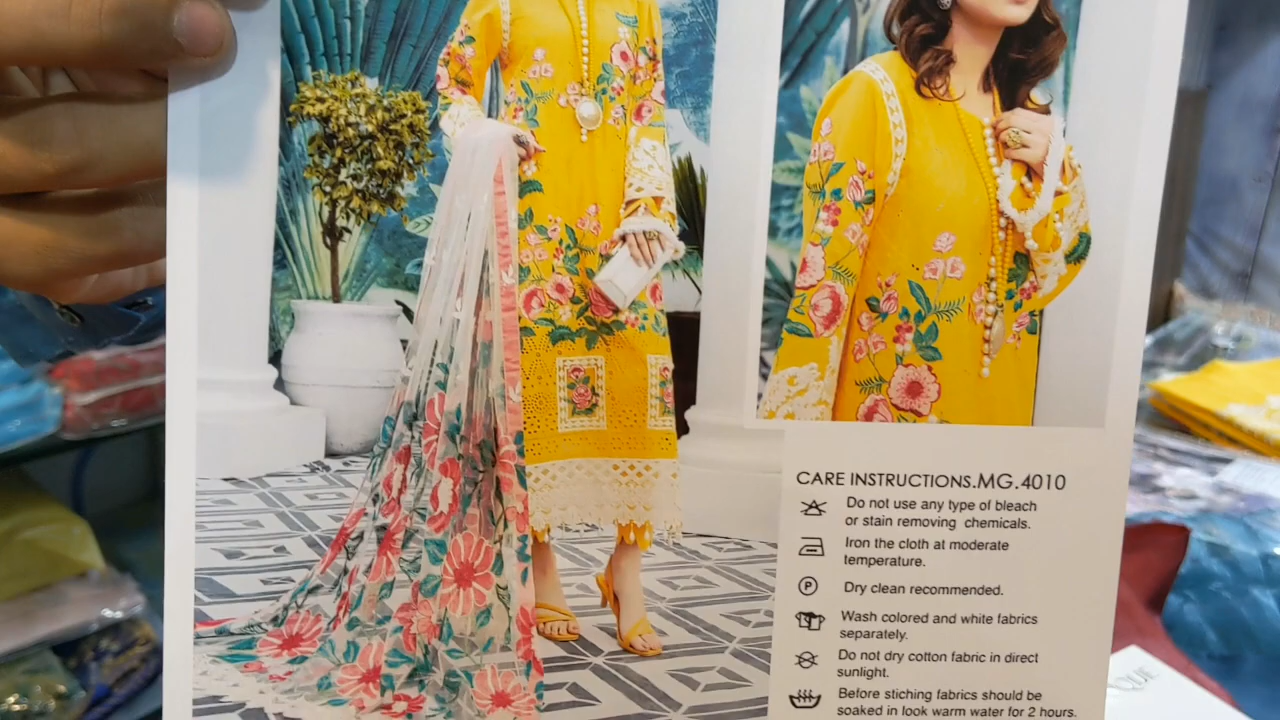 CARE INSTRUCTIONS.MG.4010
Do not use any type of bleach
or stain removing chemicals.
Iron the cloth at moderate
temperature.
P
Dry clean recommended.
Wash colored and white fabrics
separately.
Do not dry cotton fabric in direct
sunlight.
Before stiching fabrics should be
soaked in look warm water for 2 hours.